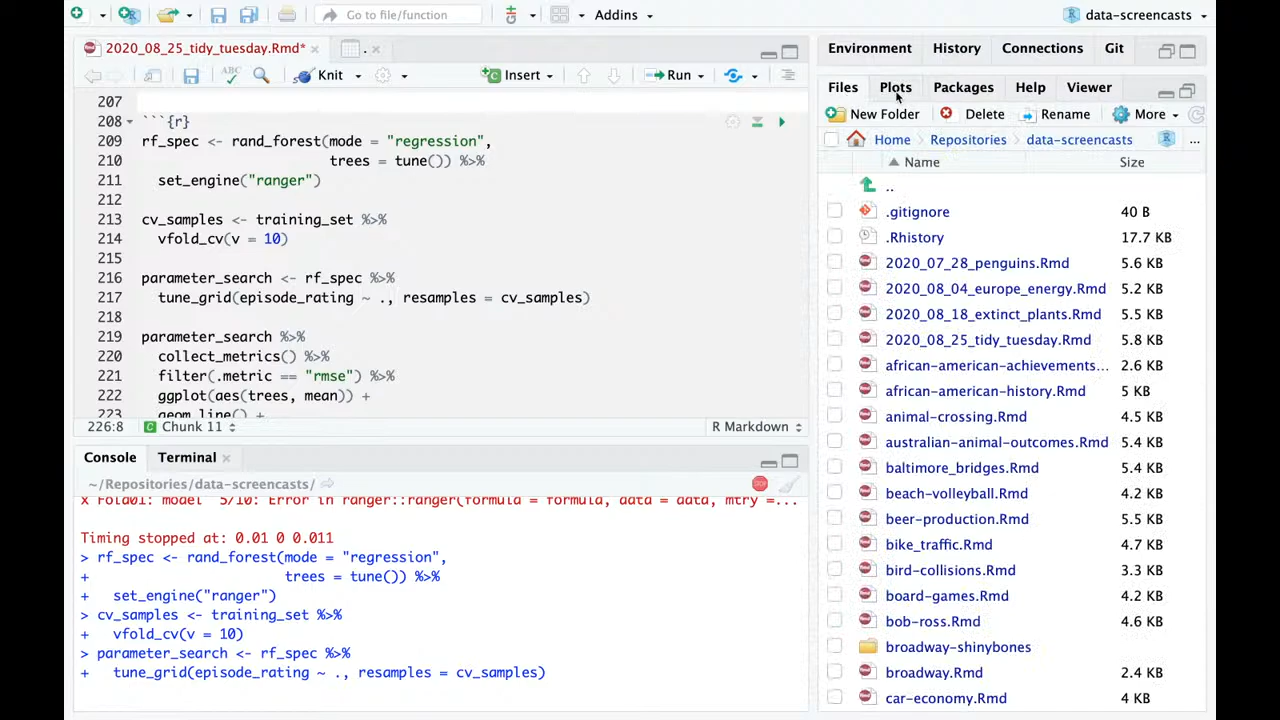 Go to file/function
Addins
data-screencasts
2020_08_25_tidy_tuesday.Rmd*
.
ABC
Knit
Insert
Run
207
208 ```{r}
209 rf_spec <- rand_forest(mode = "regression",
210 trees = tune()) %>%
211 set_engine("ranger")
212
213 cv_samples <- training_set %>%
214 vfold_cv(v = 10)
215
216 parameter_search <- rf_spec %>%
217 tune_grid(episode_rating ~ ., resamples = cv_samples)
218
219 parameter_search %>%
220 collect_metrics() %>%
221 filter(.metric == "rmse") %>%
222 ggplot(aes(trees, mean)) +
223 geom_line() +
226:8
Chunk 11
R Markdown
Console
Terminal
~/Repositories/data-screencasts/
x Fold01: model 5/10: Error in ranger::ranger(formula = formula, data = data, mtry =...
Timing stopped at: 0.01 0 0.011
> rf_spec <- rand_forest(mode = "regression",
+ trees = tune()) %>%
+ set_engine("ranger")
> cv_samples <- training_set %>%
+ vfold_cv(v = 10)
> parameter_search <- rf_spec %>%
+ tune_grid(episode_rating ~ ., resamples = cv_samples)
Environment
History
Connections
Git
Files
Plots
Packages
Help
Viewer
New Folder
Delete
Rename
More
Home
Repositories
data-screencasts
...
Name
Size
..
.gitignore 40 B
.Rhistory 17.7 KB
2020_07_28_penguins.Rmd 5.6 KB
2020_08_04_europe_energy.Rmd 5.2 KB
2020_08_18_extinct_plants.Rmd 5.5 KB
2020_08_25_tidy_tuesday.Rmd 5.8 KB
african-american-achievements... 2.6 KB
african-american-history.Rmd 5 KB
animal-crossing.Rmd 4.5 KB
australian-animal-outcomes.Rmd 5.4 KB
baltimore_bridges.Rmd 5.4 KB
beach-volleyball.Rmd 4.2 KB
beer-production.Rmd 5.5 KB
bike_traffic.Rmd 4.7 KB
bird-collisions.Rmd 3.3 KB
board-games.Rmd 4.2 KB
bob-ross.Rmd 4.6 KB
broadway-shinybones
broadway.Rmd 2.4 KB
car-economy.Rmd 4 KB